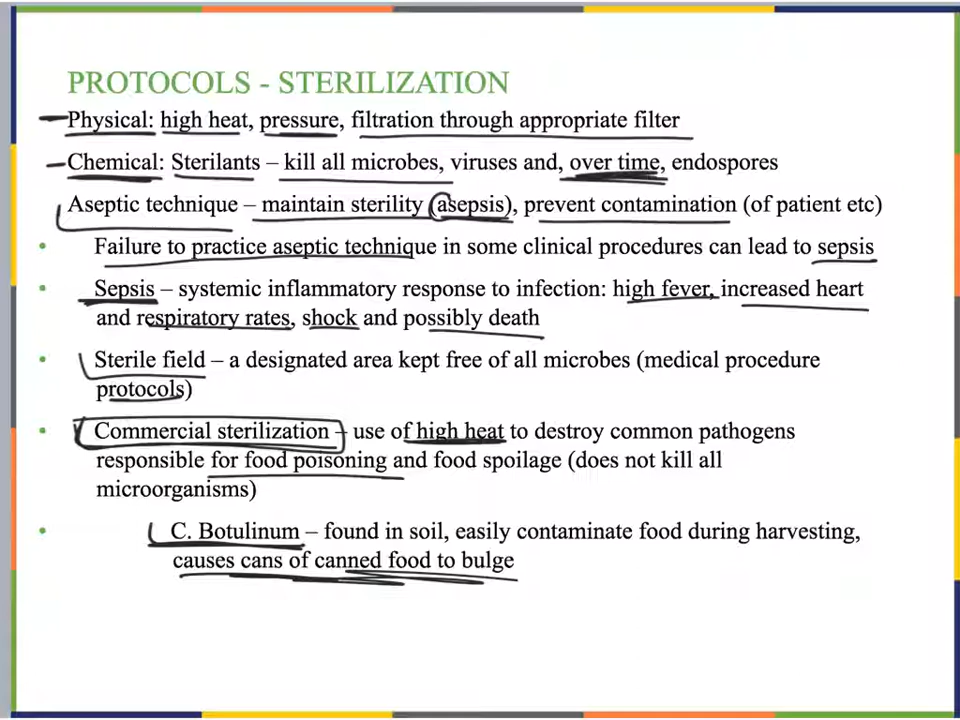 PROTOCOLS - STERILIZATION
Physical: high heat, pressure, filtration through appropriate filter
Chemical: Sterilants – kill all microbes, viruses and, over time, endospores
Aseptic technique – maintain sterility (asepsis), prevent contamination (of patient etc)
• Failure to practice aseptic technique in some clinical procedures can lead to sepsis
• Sepsis – systemic inflammatory response to infection: high fever, increased heart
and respiratory rates, shock and possibly death
• Sterile field – a designated area kept free of all microbes (medical procedure
protocols)
• Commercial sterilization – use of high heat to destroy common pathogens
responsible for food poisoning and food spoilage (does not kill all
microorganisms)
• C. Botulinum – found in soil, easily contaminate food during harvesting,
causes cans of canned food to bulge